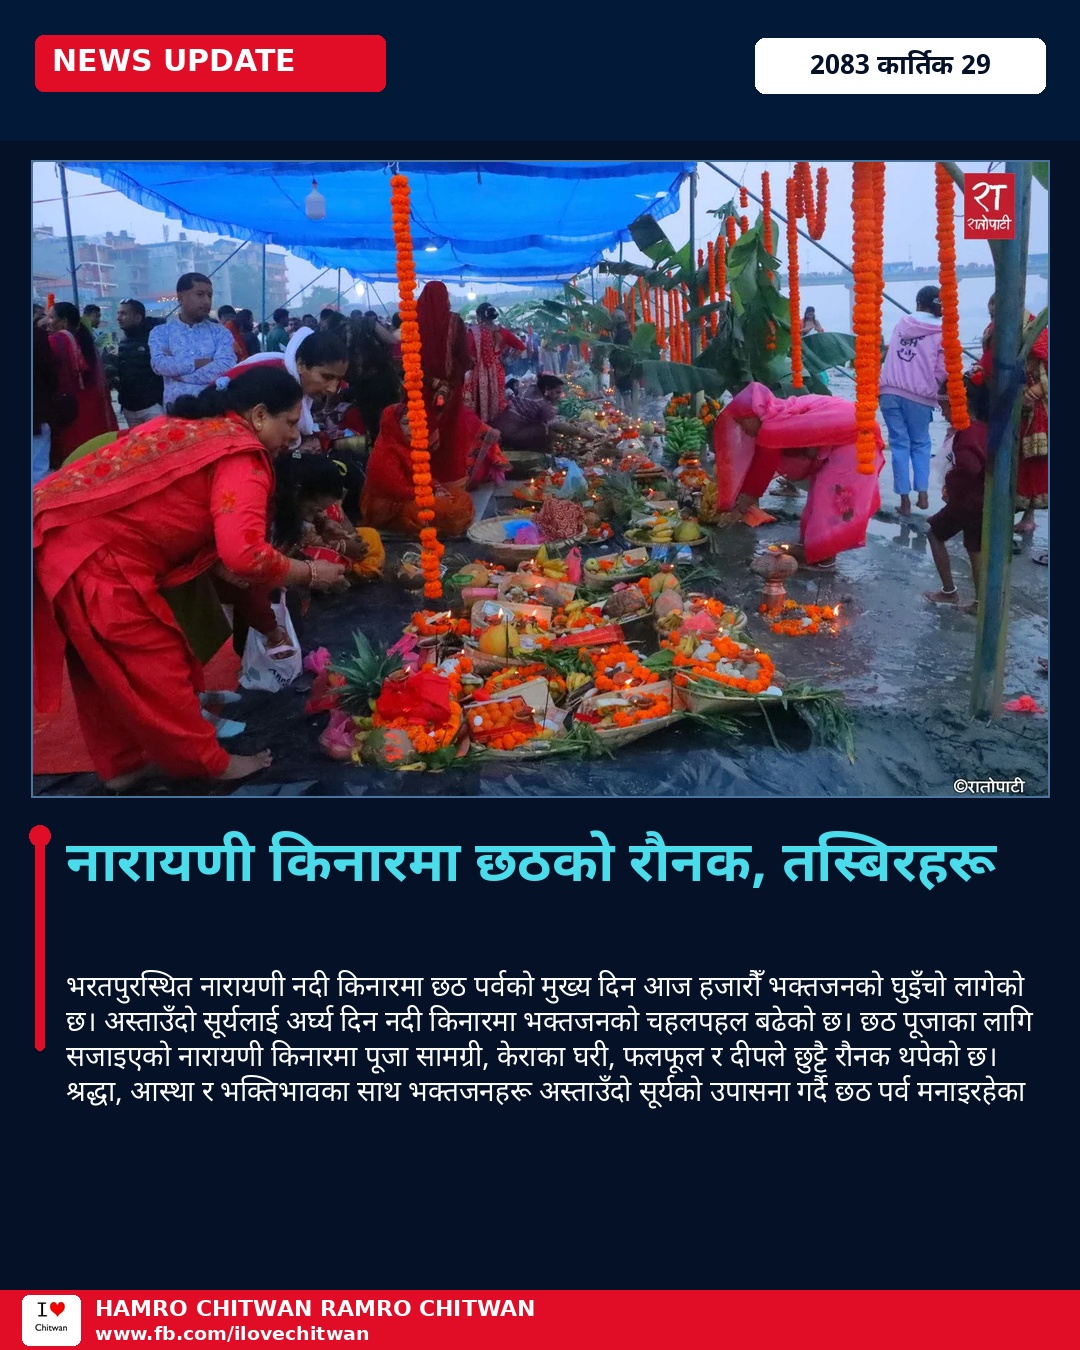 NEWS UPDATE
2083 कार्तिक 29
रातोपाटी
©रातोपाटी
नारायणी किनारमा छठको रौनक, तस्बिरहरू
भरतपुरस्थित नारायणी नदी किनारमा छठ पर्वको मुख्य दिन आज हजारौँ भक्तजनको घुइँचो लागेको
छ। अस्ताउँदो सूर्यलाई अर्घ्य दिन नदी किनारमा भक्तजनको चहलपहल बढेको छ। छठ पूजाका लागि
सजाइएको नारायणी किनारमा पूजा सामग्री, केराका घरी, फलफूल र दीपले छुट्टै रौनक थपेको छ।
श्रद्धा, आस्था र भक्तिभावका साथ भक्तजनहरू अस्ताउँदो सूर्यको उपासना गर्दै छठ पर्व मनाइरहेका
I ♥
Chitwan
HAMRO CHITWAN RAMRO CHITWAN
www.fb.com/ilovechitwan